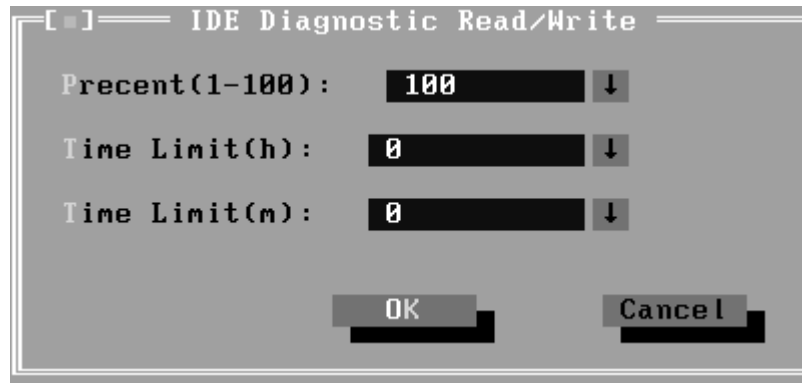 [■] IDE Diagnostic Read/Write
Precent(1-100): 100 ↓
Time Limit(h): 0 ↓
Time Limit(m): 0 ↓
OK Cancel